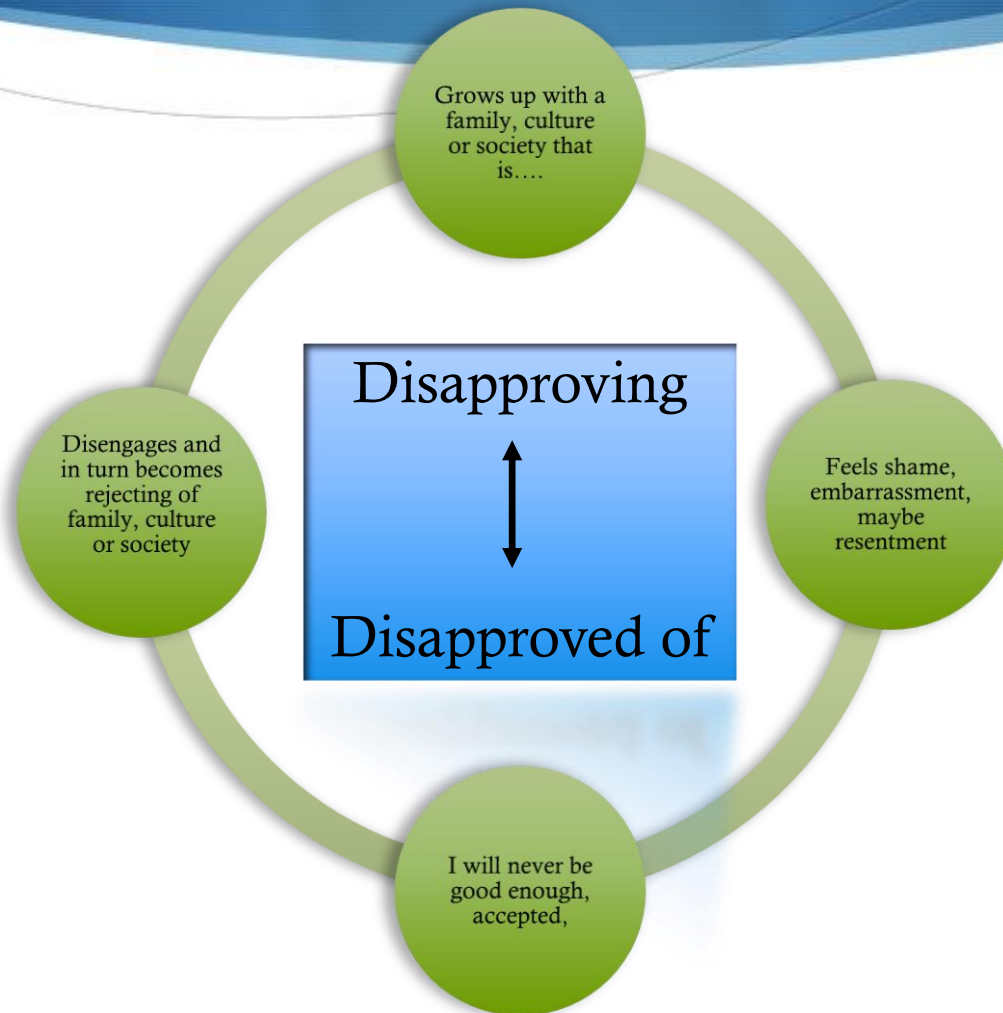 Grows up with a
family, culture
or society that
is....
Disapproving
Disapproved of
Feels shame,
embarrassment,
maybe
resentment
I will never be
good enough,
accepted,
Disengages and
in turn becomes
rejecting of
family, culture
or society